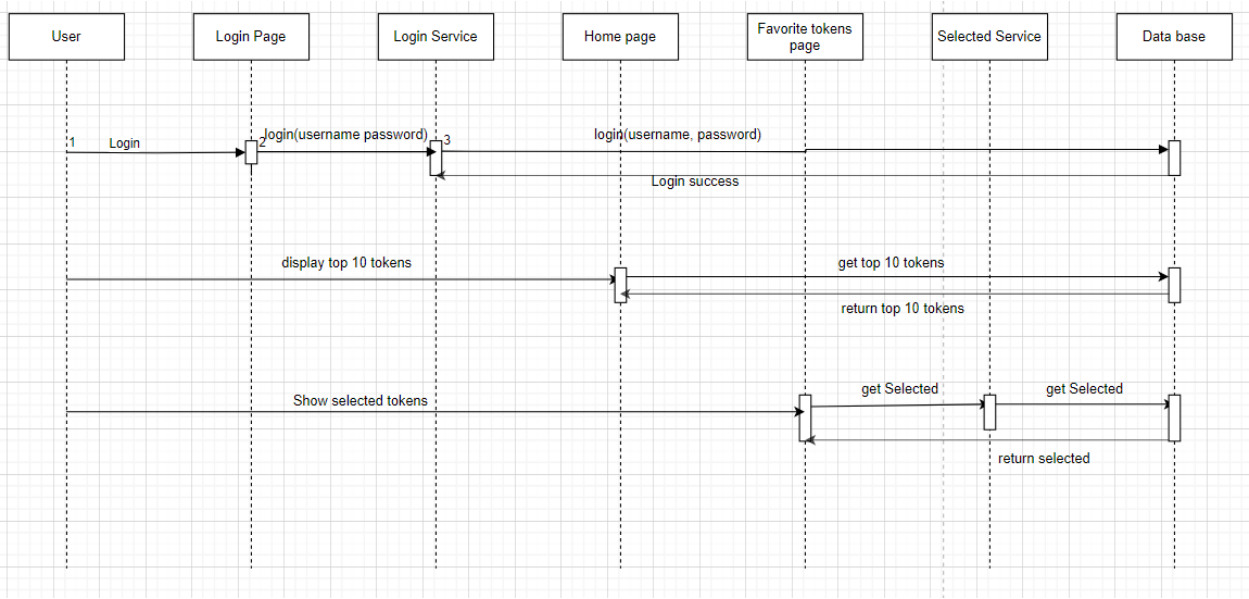 User
Login Page
Login Service
Home page
Favorite tokens
page
Selected Service
Data base
1
Login
2
login(username password)
3
login(username, password)
Login success
display top 10 tokens
get top 10 tokens
return top 10 tokens
Show selected tokens
get Selected
get Selected
return selected